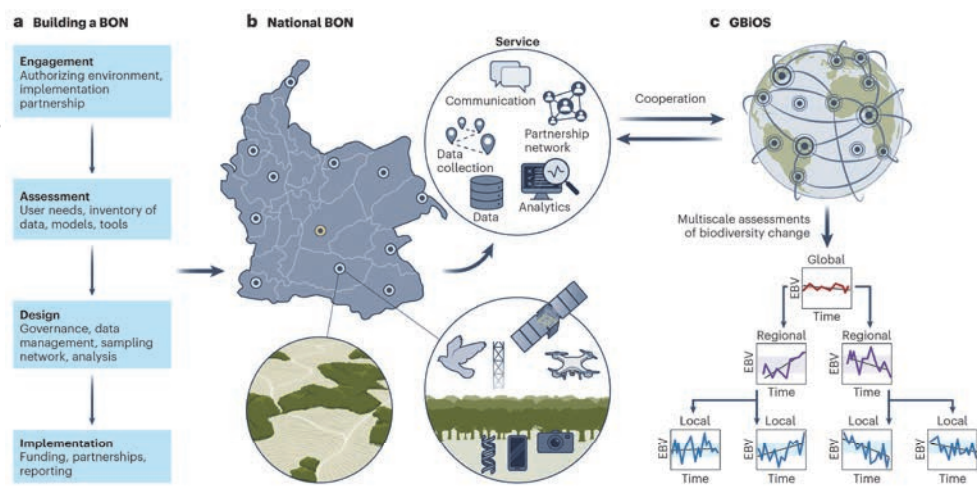 a Building a BON
Engagement
Authorizing environment,
implementation
partnership
Assessment
User needs, inventory of
data, models, tools
Design
Governance, data
management, sampling
network, analysis
Implementation
Funding, partnerships,
reporting
b National BON
Service
Communication
Partnership
network
Data
collection
Data
Analytics
Cooperation
c GBiOS
Multiscale assessments
of biodiversity change
Global
EBV
Time
Regional
EBV
Time
Regional
EBV
Time
Local
EBV
Time
Local
EBV
Time
Local
EBV
Time
Local
EBV
Time